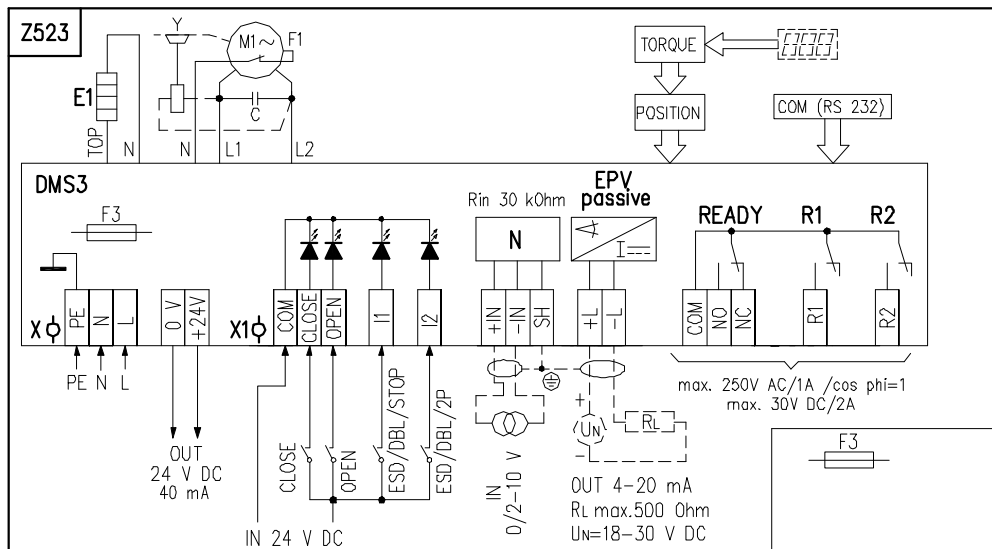 Z523
Y
M1~
F1
E1
TOP
N
C
N
L1
L2
TORQUE
POSITION
COM (RS 232)
DMS3
F3
Rin 30 kOhm
N
EPV
passive
I
READY
R1
R2
X
PE
N
L
0 V
+24V
X1
COM
CLOSE
OPEN
I1
I2
+IN
-IN
SH
+L
-L
COM
NO
NC
R1
R2
PE N L
OUT
24 V DC
40 mA
CLOSE
OPEN
ESD/DBL/STOP
ESD/DBL/2P
IN 24 V DC
IN
0/2-10 V
+
UN
-
RL
OUT 4-20 mA
RL max.500 Ohm
UN=18-30 V DC
max. 250V AC/1A /cos phi=1
max. 30V DC/2A
F3